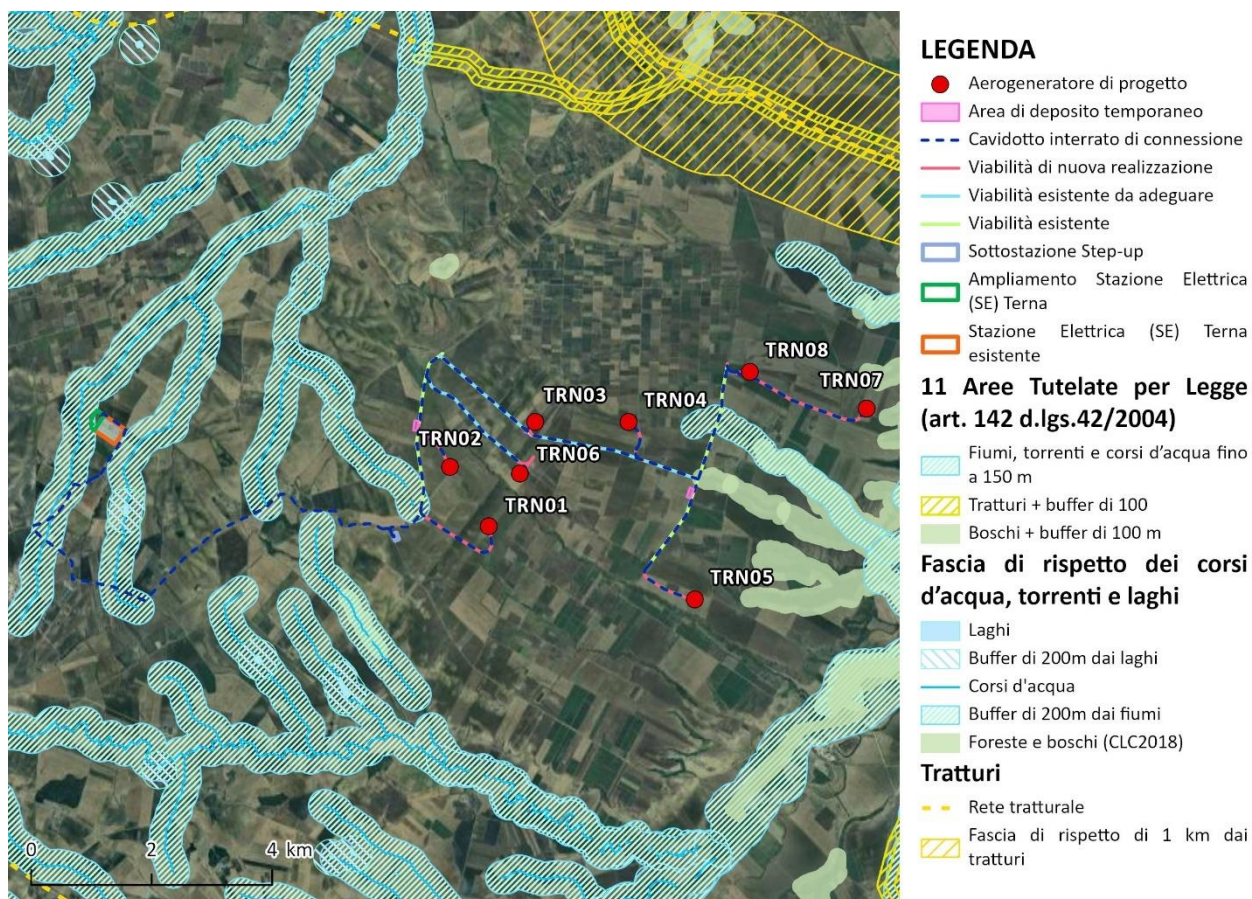 TRN08
TRN07
TRN03
TRN04
TRN02
TRN06
TRN01
TRN05
0 2 4 km
LEGENDA
Aerogeneratore di progetto
Area di deposito temporaneo
Cavidotto interrato di connessione
Viabilità di nuova realizzazione
Viabilità esistente da adeguare
Viabilità esistente
Sottostazione Step-up
Ampliamento Stazione Elettrica
(SE) Terna
Stazione Elettrica (SE) Terna
esistente
11 Aree Tutelate per Legge
(art. 142 d.lgs.42/2004)
Fiumi, torrenti e corsi d'acqua fino
a 150 m
Tratturi + buffer di 100
Boschi + buffer di 100 m
Fascia di rispetto dei corsi
d'acqua, torrenti e laghi
Laghi
Buffer di 200m dai laghi
Corsi d'acqua
Buffer di 200m dai fiumi
Foreste e boschi (CLC2018)
Tratturi
Rete tratturale
Fascia di rispetto di 1 km dai
tratturi